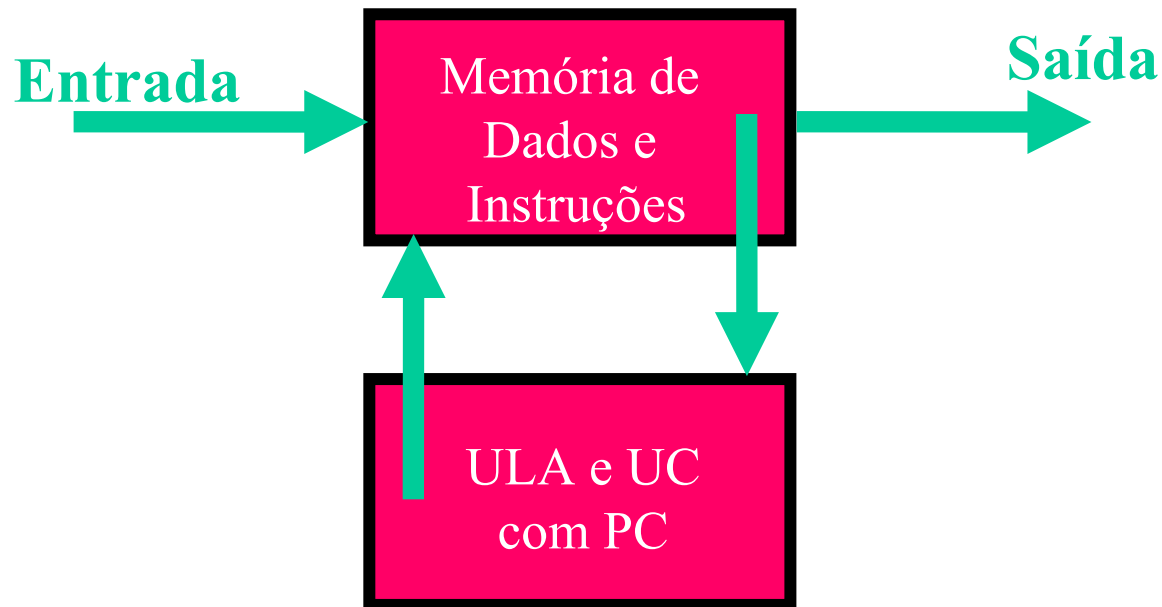 Entrada
Memória de
Dados e
Instruções
Saída
ULA e UC
com PC